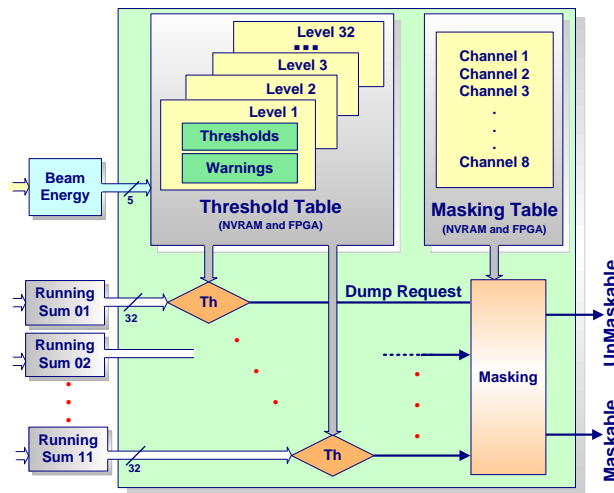 Level 32
Level 3
Level 2
Level 1
Thresholds
Warnings
Threshold Table
(NVRAM and FPGA)
Channel 1
Channel 2
Channel 3
.
.
.
Channel 8
Masking Table
(NVRAM and FPGA)
Beam
Energy
5
Running
Sum 01
32
Th
Dump Request
Running
Sum 02
Masking
Running
Sum 11
32
Th
UnMaskable
Maskable